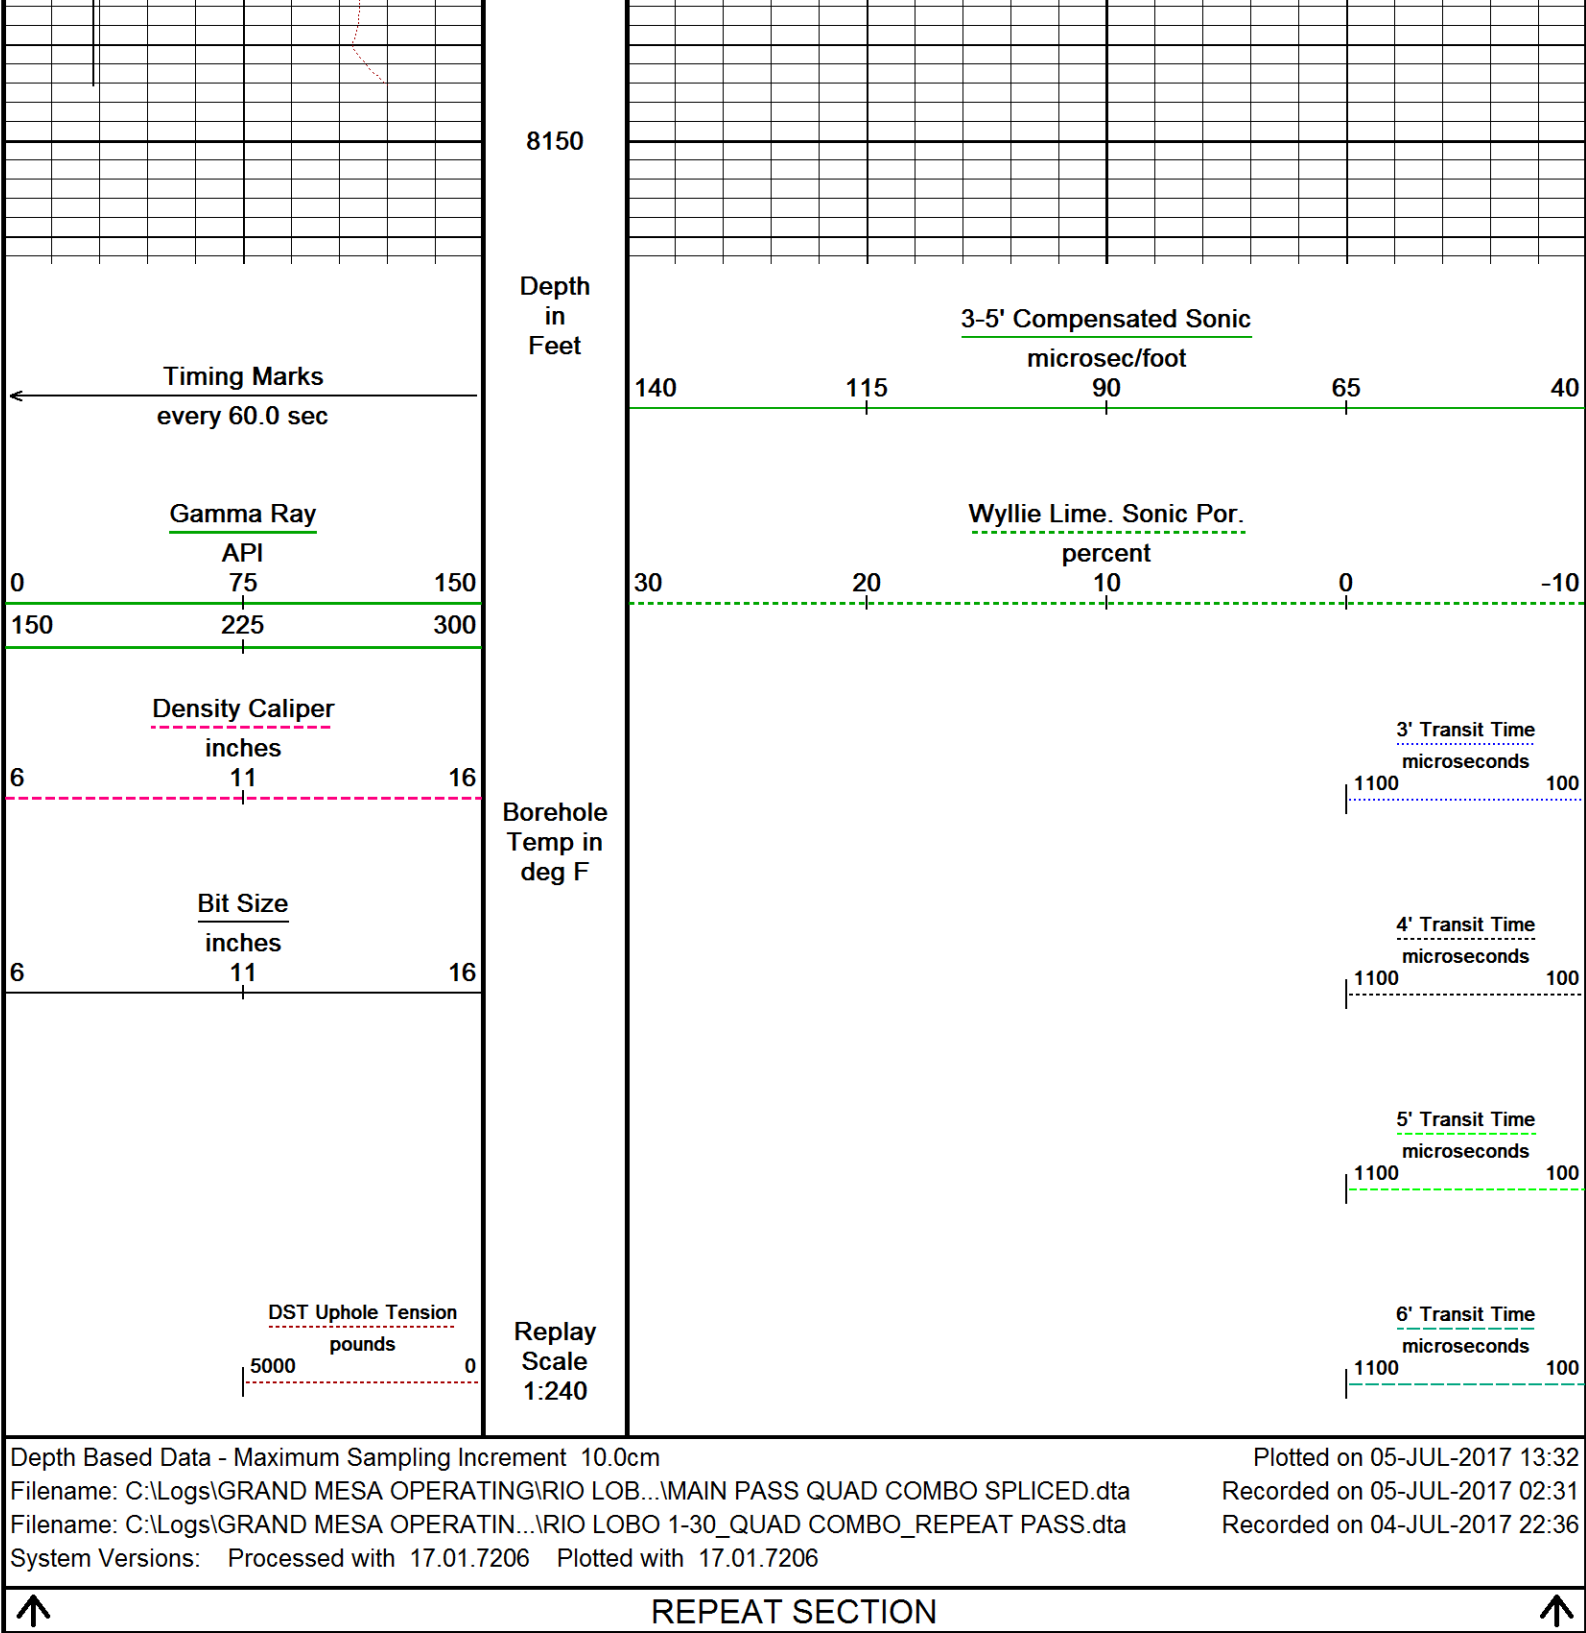 8150
Depth
in
Feet
Timing Marks
every 60.0 sec
3-5' Compensated Sonic
microsec/foot
140 115 90 65 40
Gamma Ray
API
0 75 150
150 225 300
Wyllie Lime. Sonic Por.
percent
30 20 10 0 -10
Density Caliper
inches
6 11 16
3' Transit Time
microseconds
1100 100
Borehole
Temp in
deg F
Bit Size
inches
6 11 16
4' Transit Time
microseconds
1100 100
5' Transit Time
microseconds
1100 100
DST Uphole Tension
pounds
5000 0
Replay
Scale
1:240
6' Transit Time
microseconds
1100 100
Depth Based Data - Maximum Sampling Increment 10.0cm Plotted on 05-JUL-2017 13:32
Filename: C:\Logs\GRAND MESA OPERATING\RIO LOB...\MAIN PASS QUAD COMBO SPLICED.dta Recorded on 05-JUL-2017 02:31
Filename: C:\Logs\GRAND MESA OPERATIN...\RIO LOBO 1-30_QUAD COMBO_REPEAT PASS.dta Recorded on 04-JUL-2017 22:36
System Versions: Processed with 17.01.7206 Plotted with 17.01.7206
REPEAT SECTION